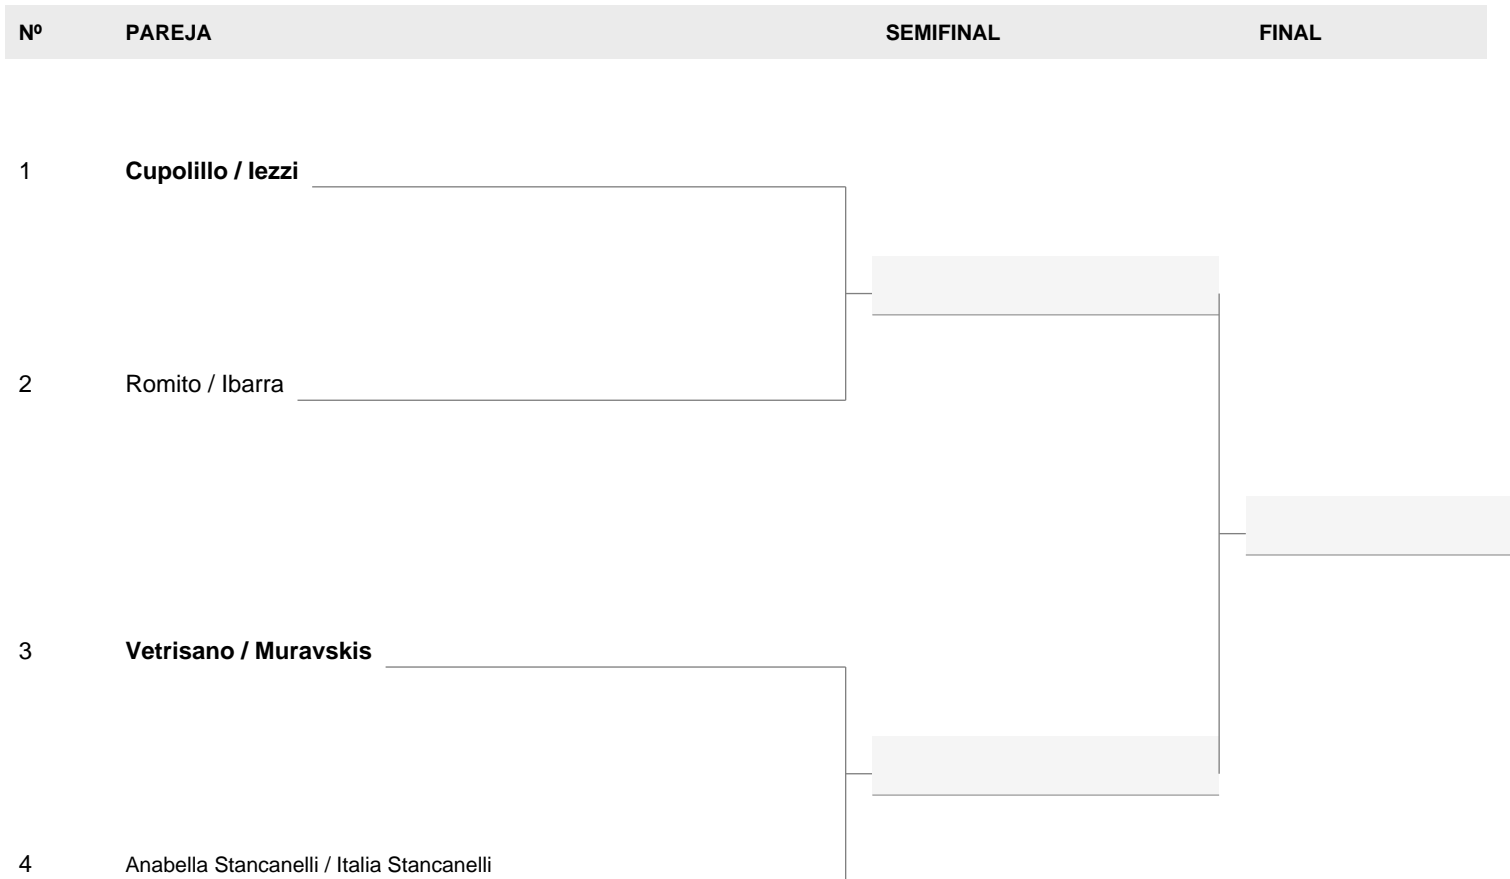 Nº PAREJA SEMIFINAL FINAL
1 Cupolillo / Iezzi
2 Romito / Ibarra
3 Vetrisano / Muravskis
4 Anabella Stancanelli / Italia Stancanelli